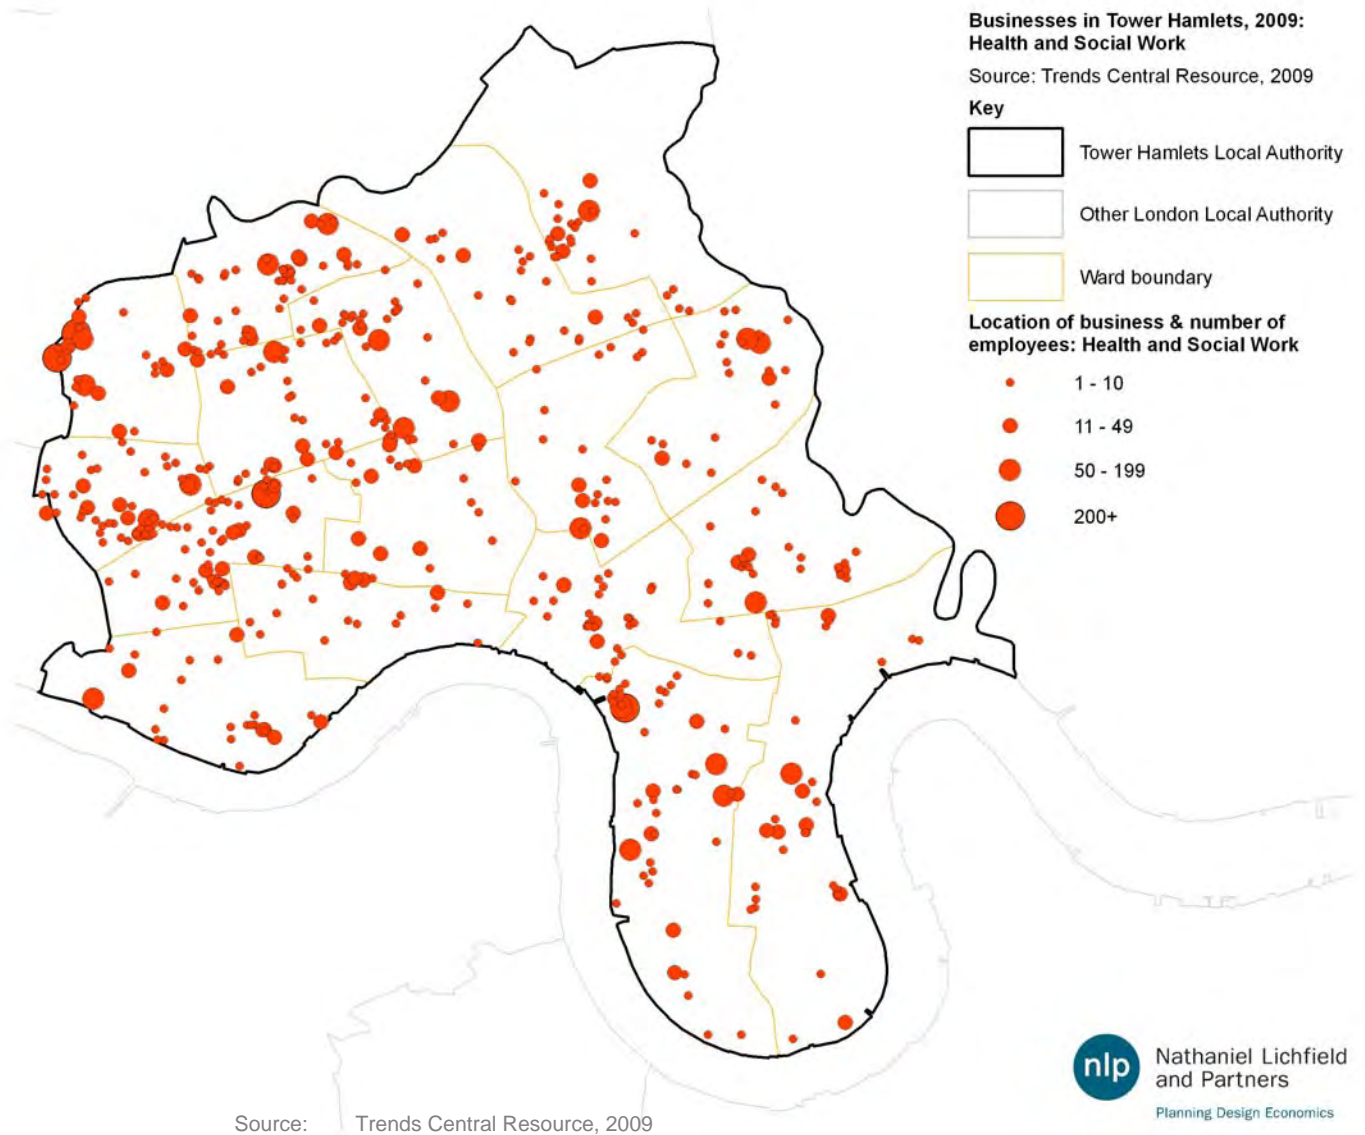 Businesses in Tower Hamlets, 2009:
Health and Social Work
Source: Trends Central Resource, 2009
Key
Tower Hamlets Local Authority
Other London Local Authority
Ward boundary
Location of business & number of
employees: Health and Social Work
1 - 10
11 - 49
50 - 199
200+
nlp
Nathaniel Lichfield
and Partners
Planning Design Economics
Source: Trends Central Resource, 2009